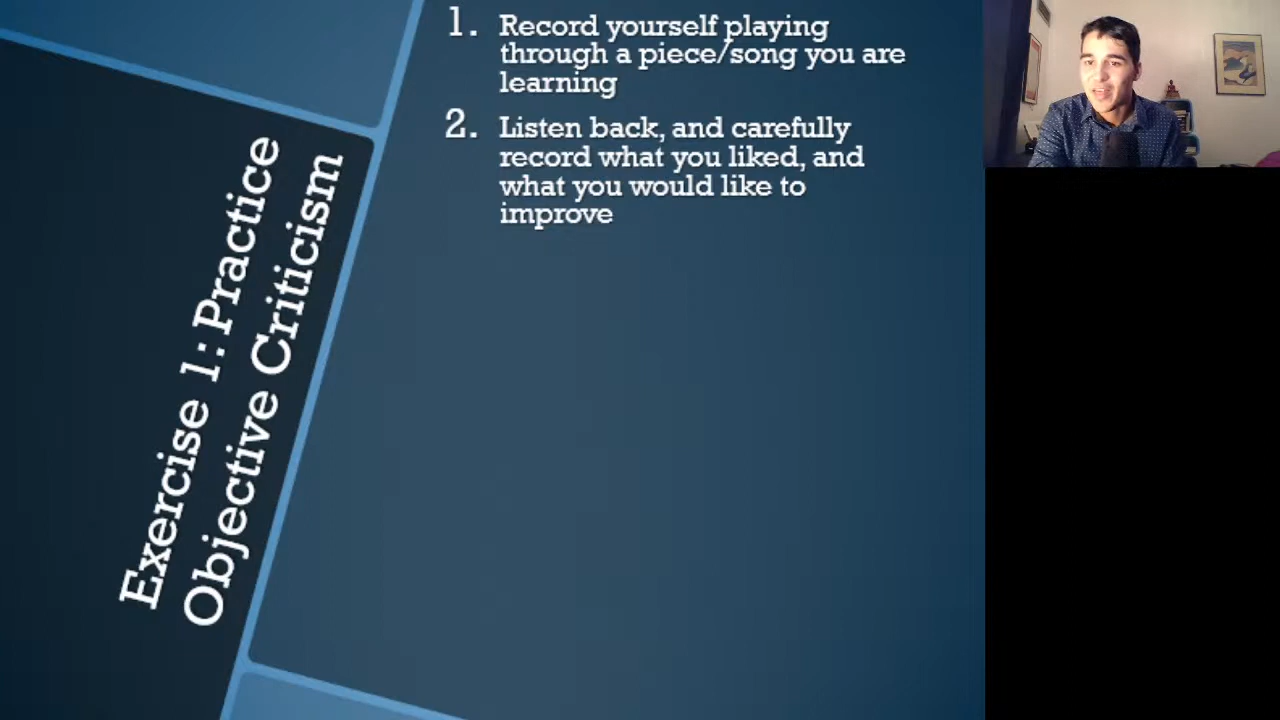 Exercise 1: Practice
Objective Criticism
1. Record yourself playing
through a piece/song you are
learning
2. Listen back, and carefully
record what you liked, and
what you would like to
improve